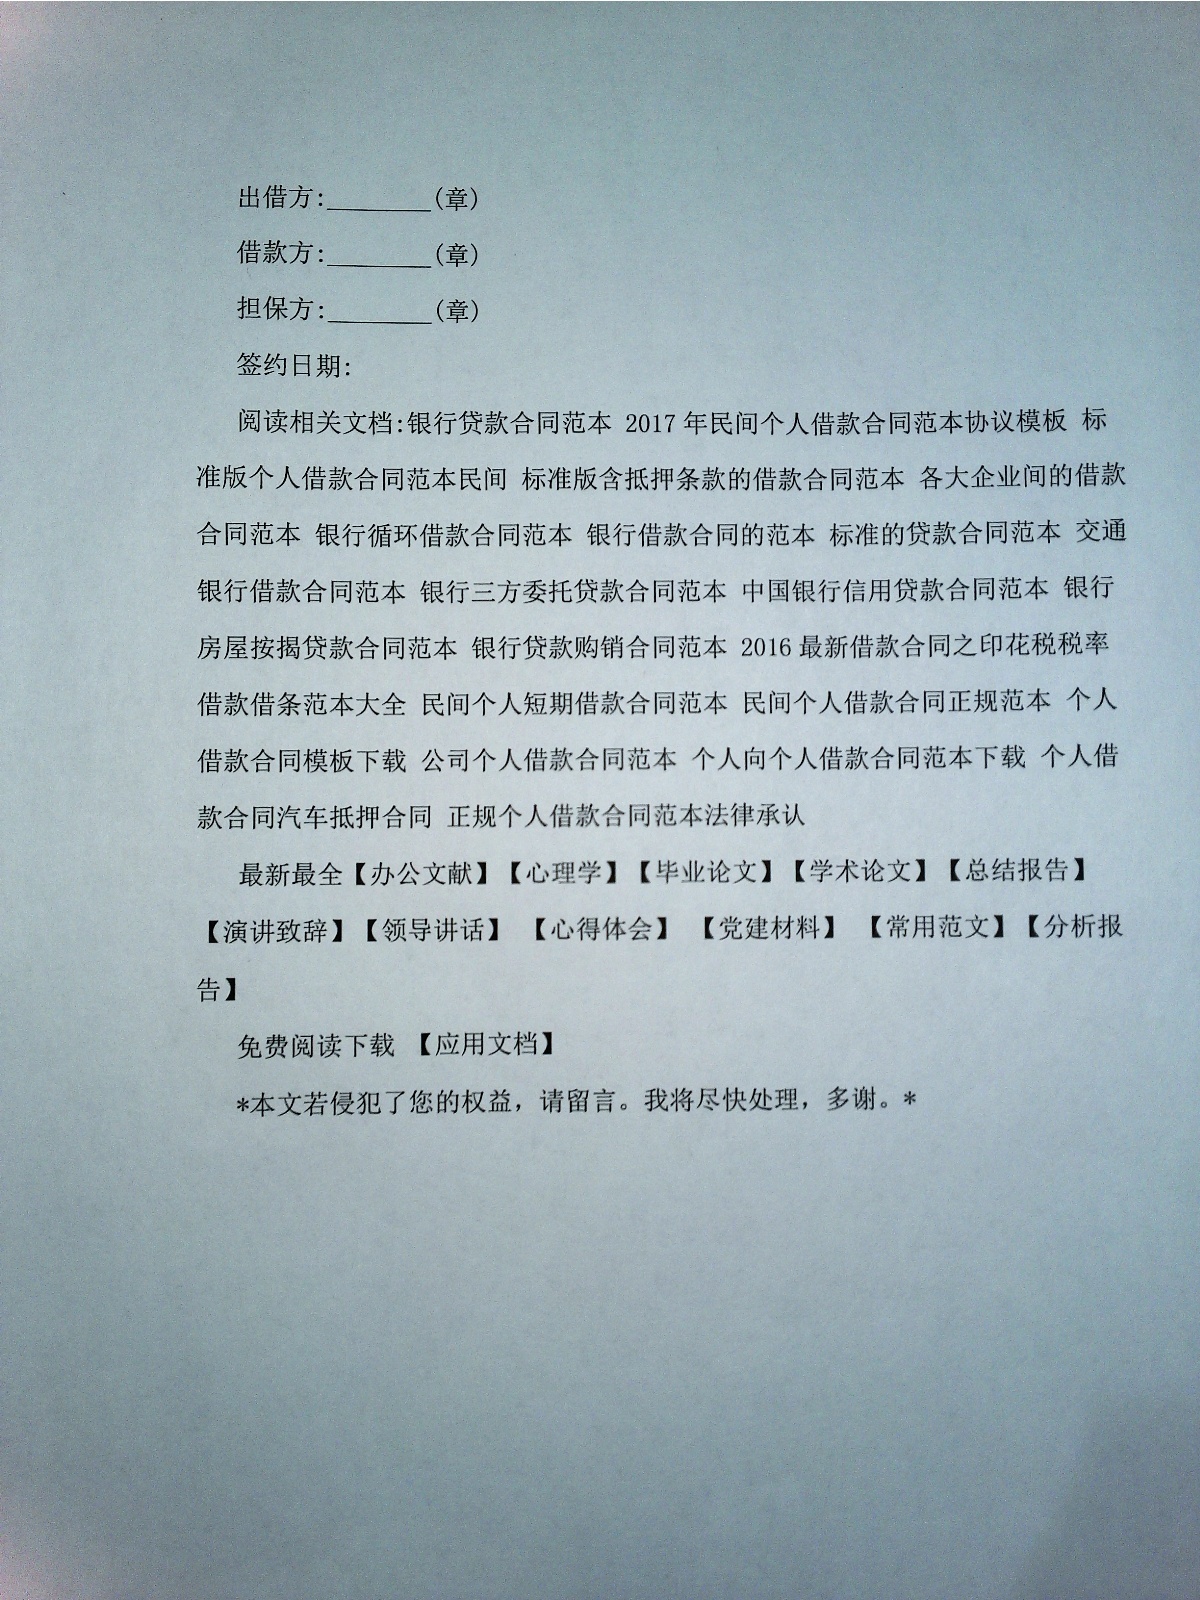 出借方:________(章)
借款方:________(章)
担保方:________(章)
签约日期:
阅读相关文档:银行贷款合同范本 2017年民间个人借款合同范本协议模板 标
准版个人借款合同范本民间 标准版含抵押条款的借款合同范本 各大企业间的借款
合同范本 银行循环借款合同范本 银行借款合同的范本 标准的贷款合同范本 交通
银行借款合同范本 银行三方委托贷款合同范本 中国银行信用贷款合同范本 银行
房屋按揭贷款合同范本 银行贷款购销合同范本 2016最新借款合同之印花税税率
借款借条范本大全 民间个人短期借款合同范本 民间个人借款合同正规范本 个人
借款合同模板下载 公司个人借款合同范本 个人向个人借款合同范本下载 个人借
款合同汽车抵押合同 正规个人借款合同范本法律承认
最新最全【办公文献】【心理学】【毕业论文】【学术论文】【总结报告】
【演讲致辞】【领导讲话】 【心得体会】 【党建材料】 【常用范文】【分析报
告】
免费阅读下载 【应用文档】
*本文若侵犯了您的权益，请留言。我将尽快处理，多谢。*